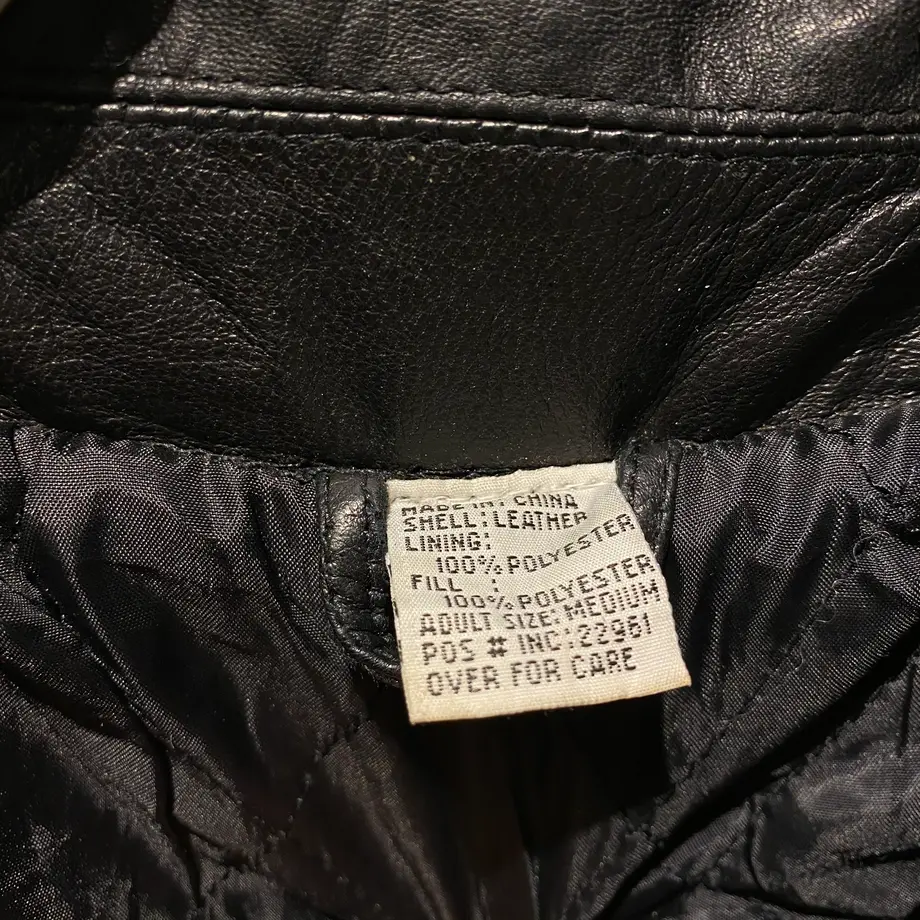 MADE IN: CHINA
SHELL: LEATHER
LINING:
100% POLYESTER
FILL :
100% POLYESTER
ADULT SIZE: MEDIUM
POS # INC: 22961
OVER FOR CARE